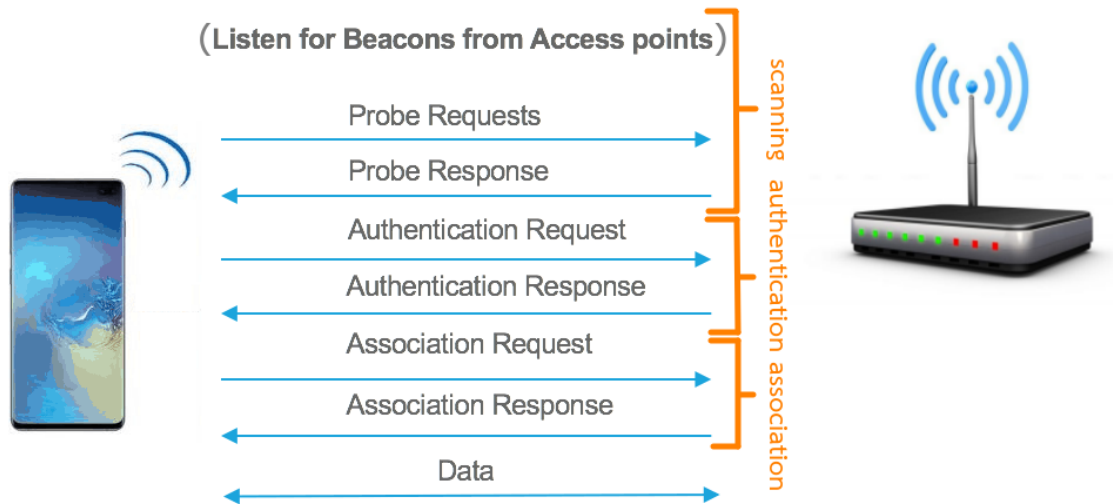 (Listen for Beacons from Access points)
Probe Requests
Probe Response
scanning
Authentication Request
Authentication Response
authentication
Association Request
Association Response
association
Data